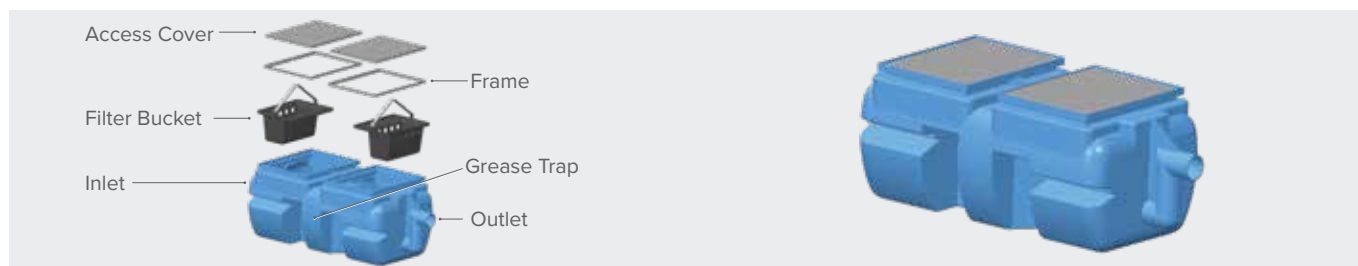 Access Cover
Frame
Filter Bucket
Grease Trap
Inlet
Outlet